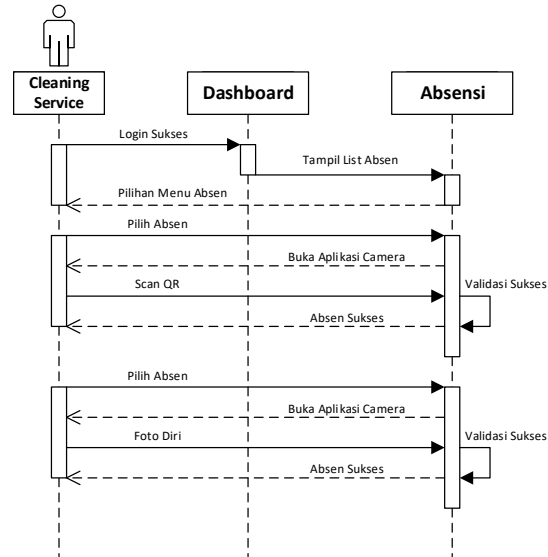 Cleaning
Service
Dashboard
Absensi
Login Sukses
Tampil List Absen
Pilihan Menu Absen
Pilih Absen
Buka Aplikasi Camera
Scan QR
Validasi Sukses
Absen Sukses
Pilih Absen
Buka Aplikasi Camera
Foto Diri
Validasi Sukses
Absen Sukses